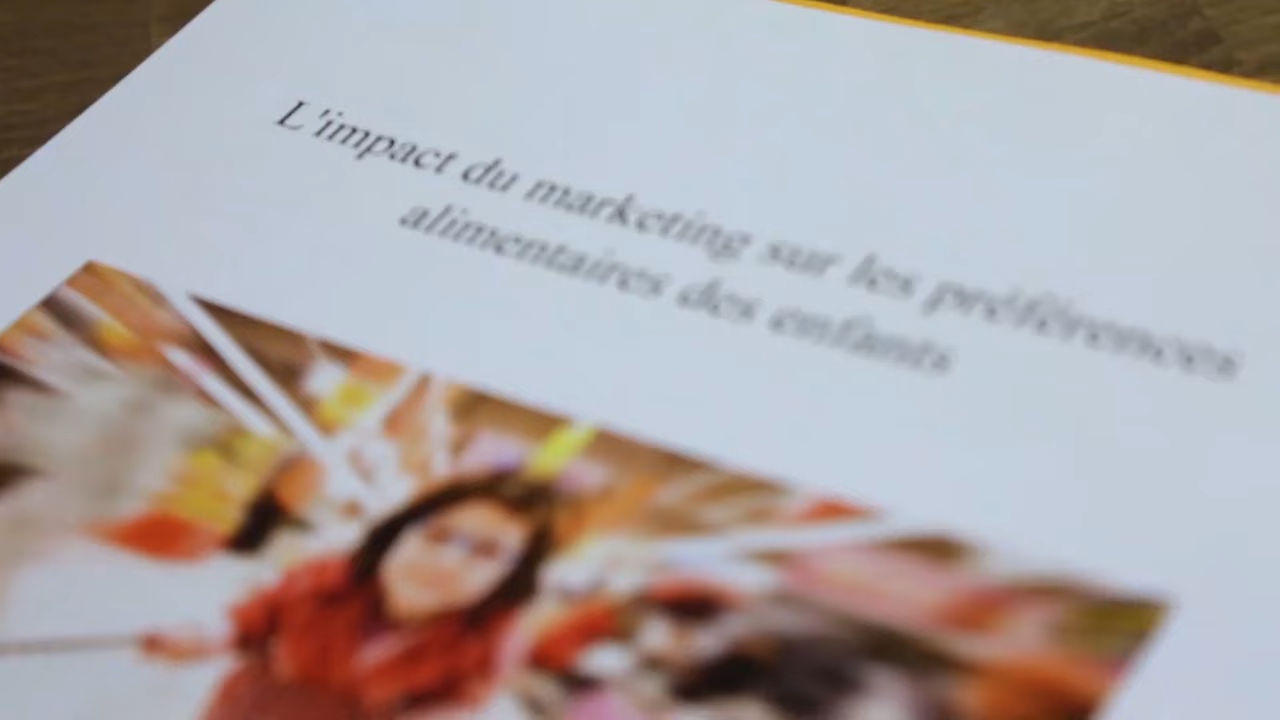 L'impact du marketing sur les préférences
alimentaires des enfants